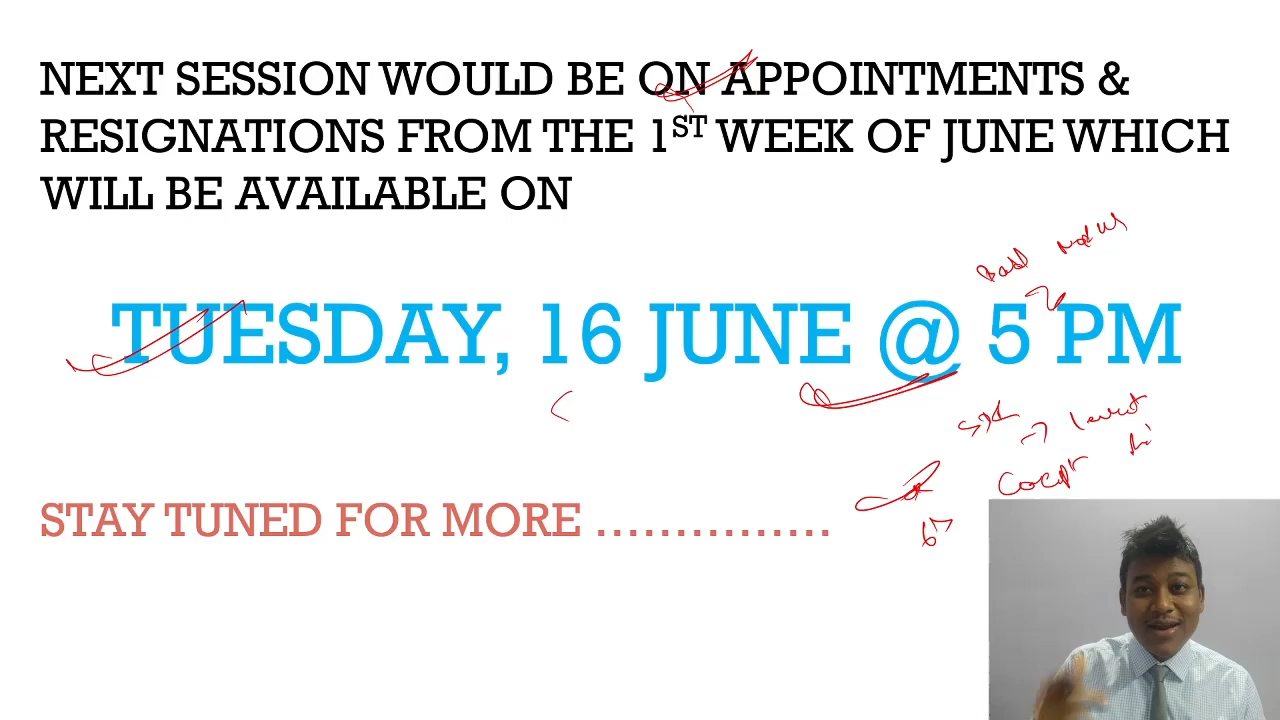 NEXT SESSION WOULD BE ON APPOINTMENTS &
RESIGNATIONS FROM THE 1ST WEEK OF JUNE WHICH
WILL BE AVAILABLE ON
TUESDAY, 16 JUNE @ 5 PM
STAY TUNED FOR MORE ...............